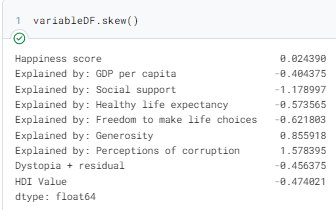 1 variableDF.skew()
Happiness score 0.024390
Explained by: GDP per capita -0.404375
Explained by: Social support -1.178997
Explained by: Healthy life expectancy -0.573565
Explained by: Freedom to make life choices -0.621803
Explained by: Generosity 0.855918
Explained by: Perceptions of corruption 1.578395
Dystopia + residual -0.456375
HDI Value -0.474021
dtype: float64